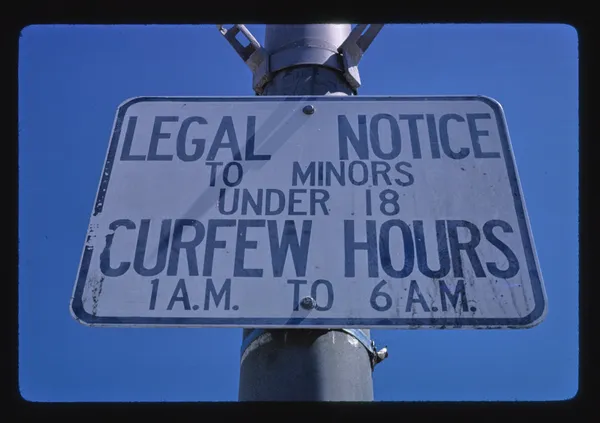 LEGAL NOTICE
TO MINORS
UNDER 18
CURFEW HOURS
1 A.M. TO 6 A.M.